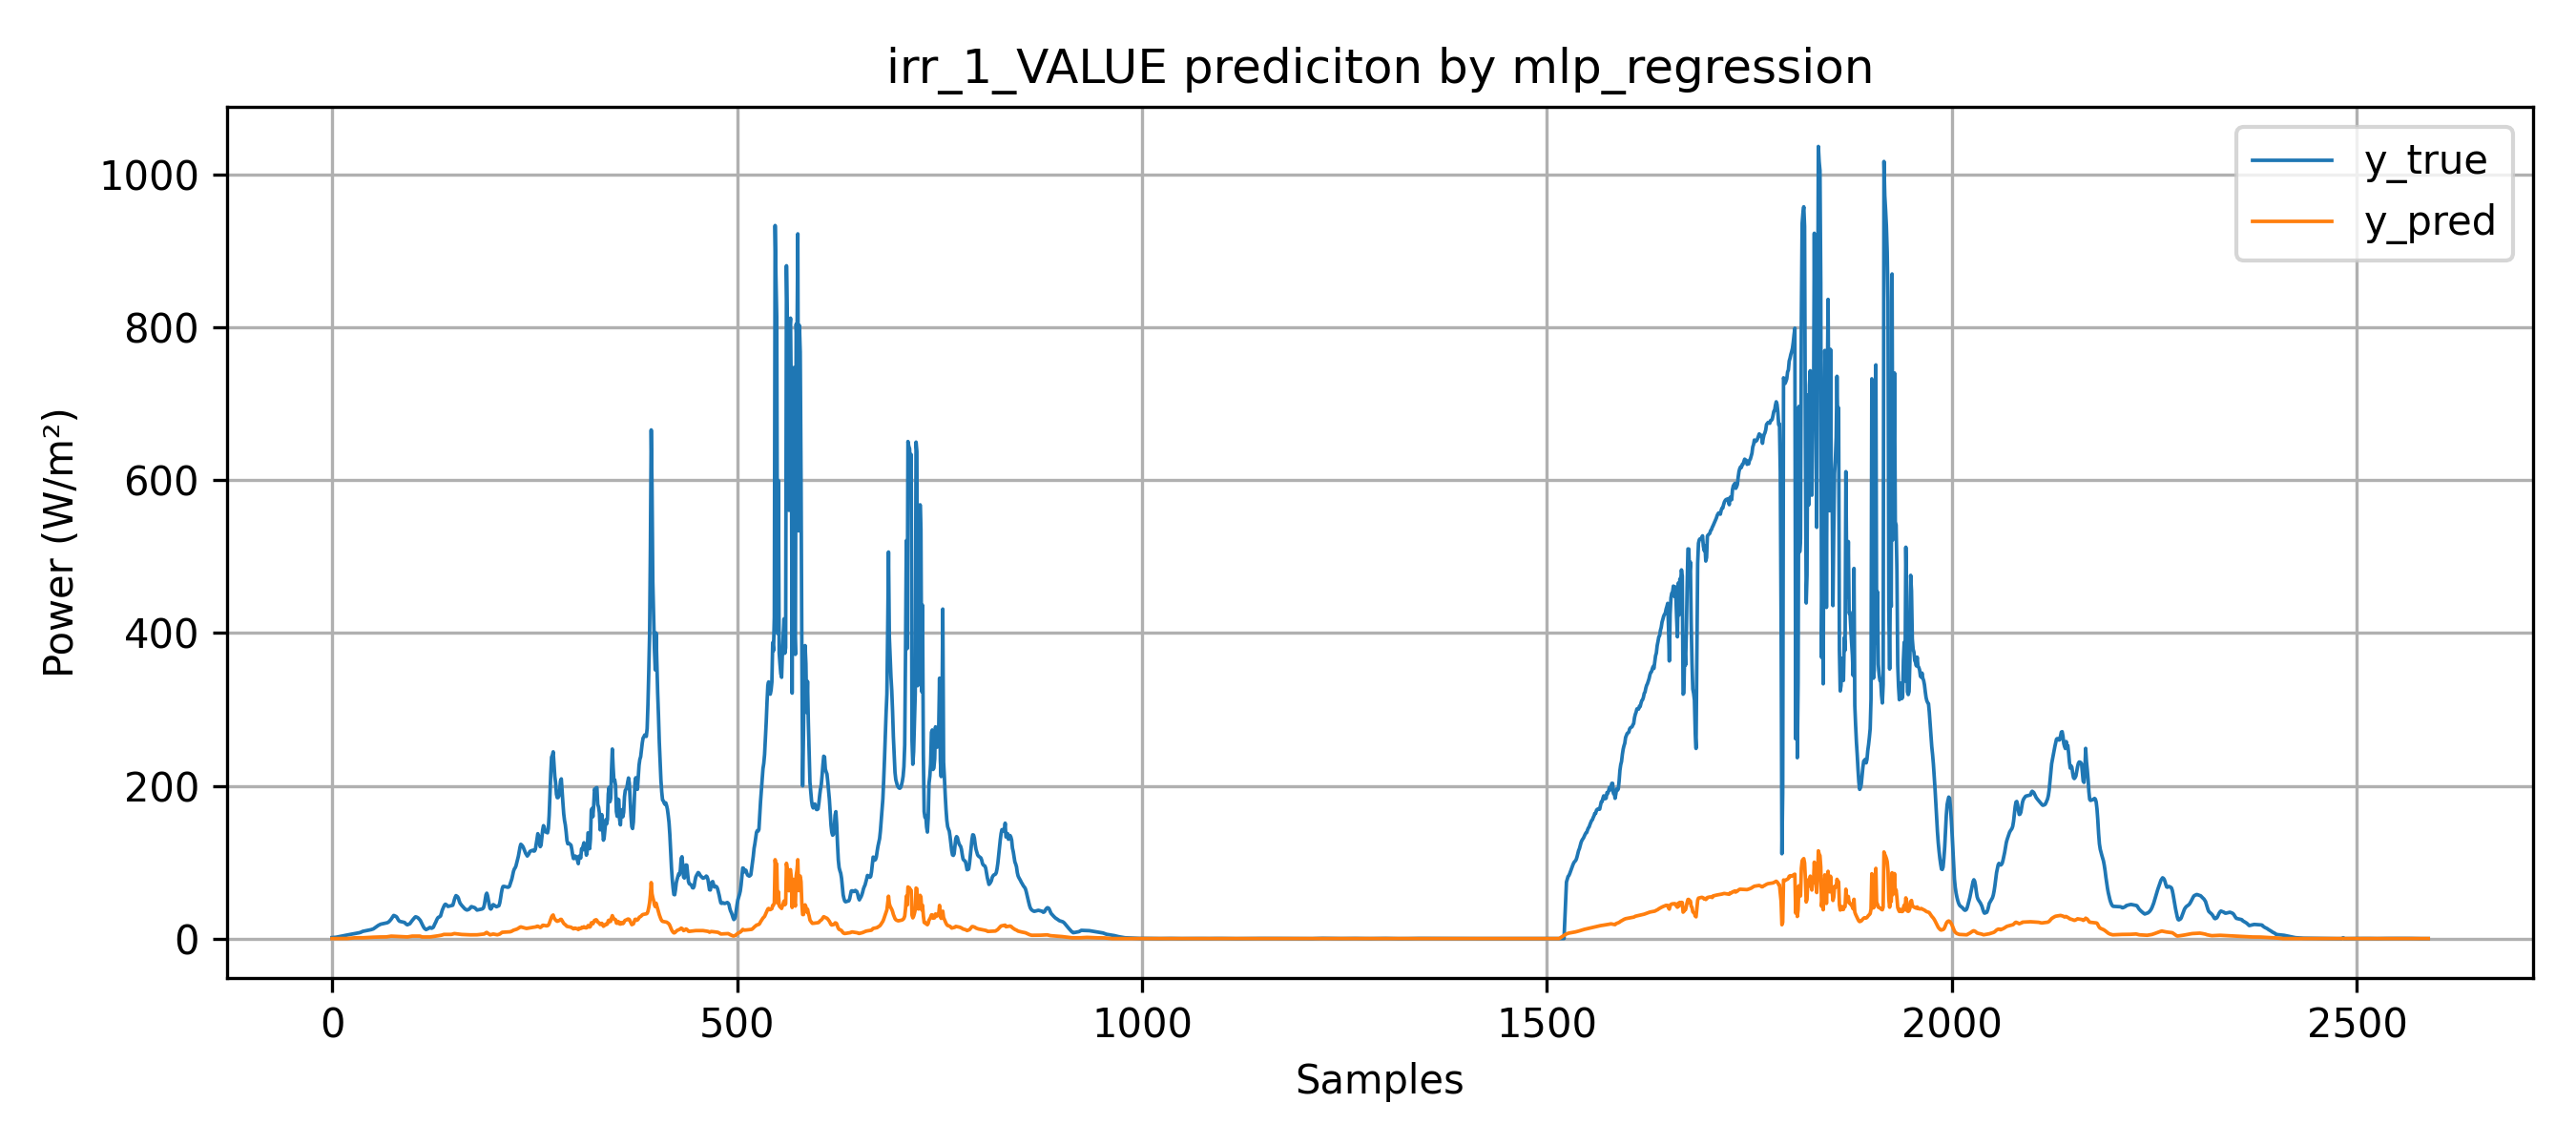 irr_1_VALUE prediciton by mlp_regression
y_true
y_pred
Power (W/m²)
1000
800
600
400
200
0
0 500 1000 1500 2000 2500
Samples